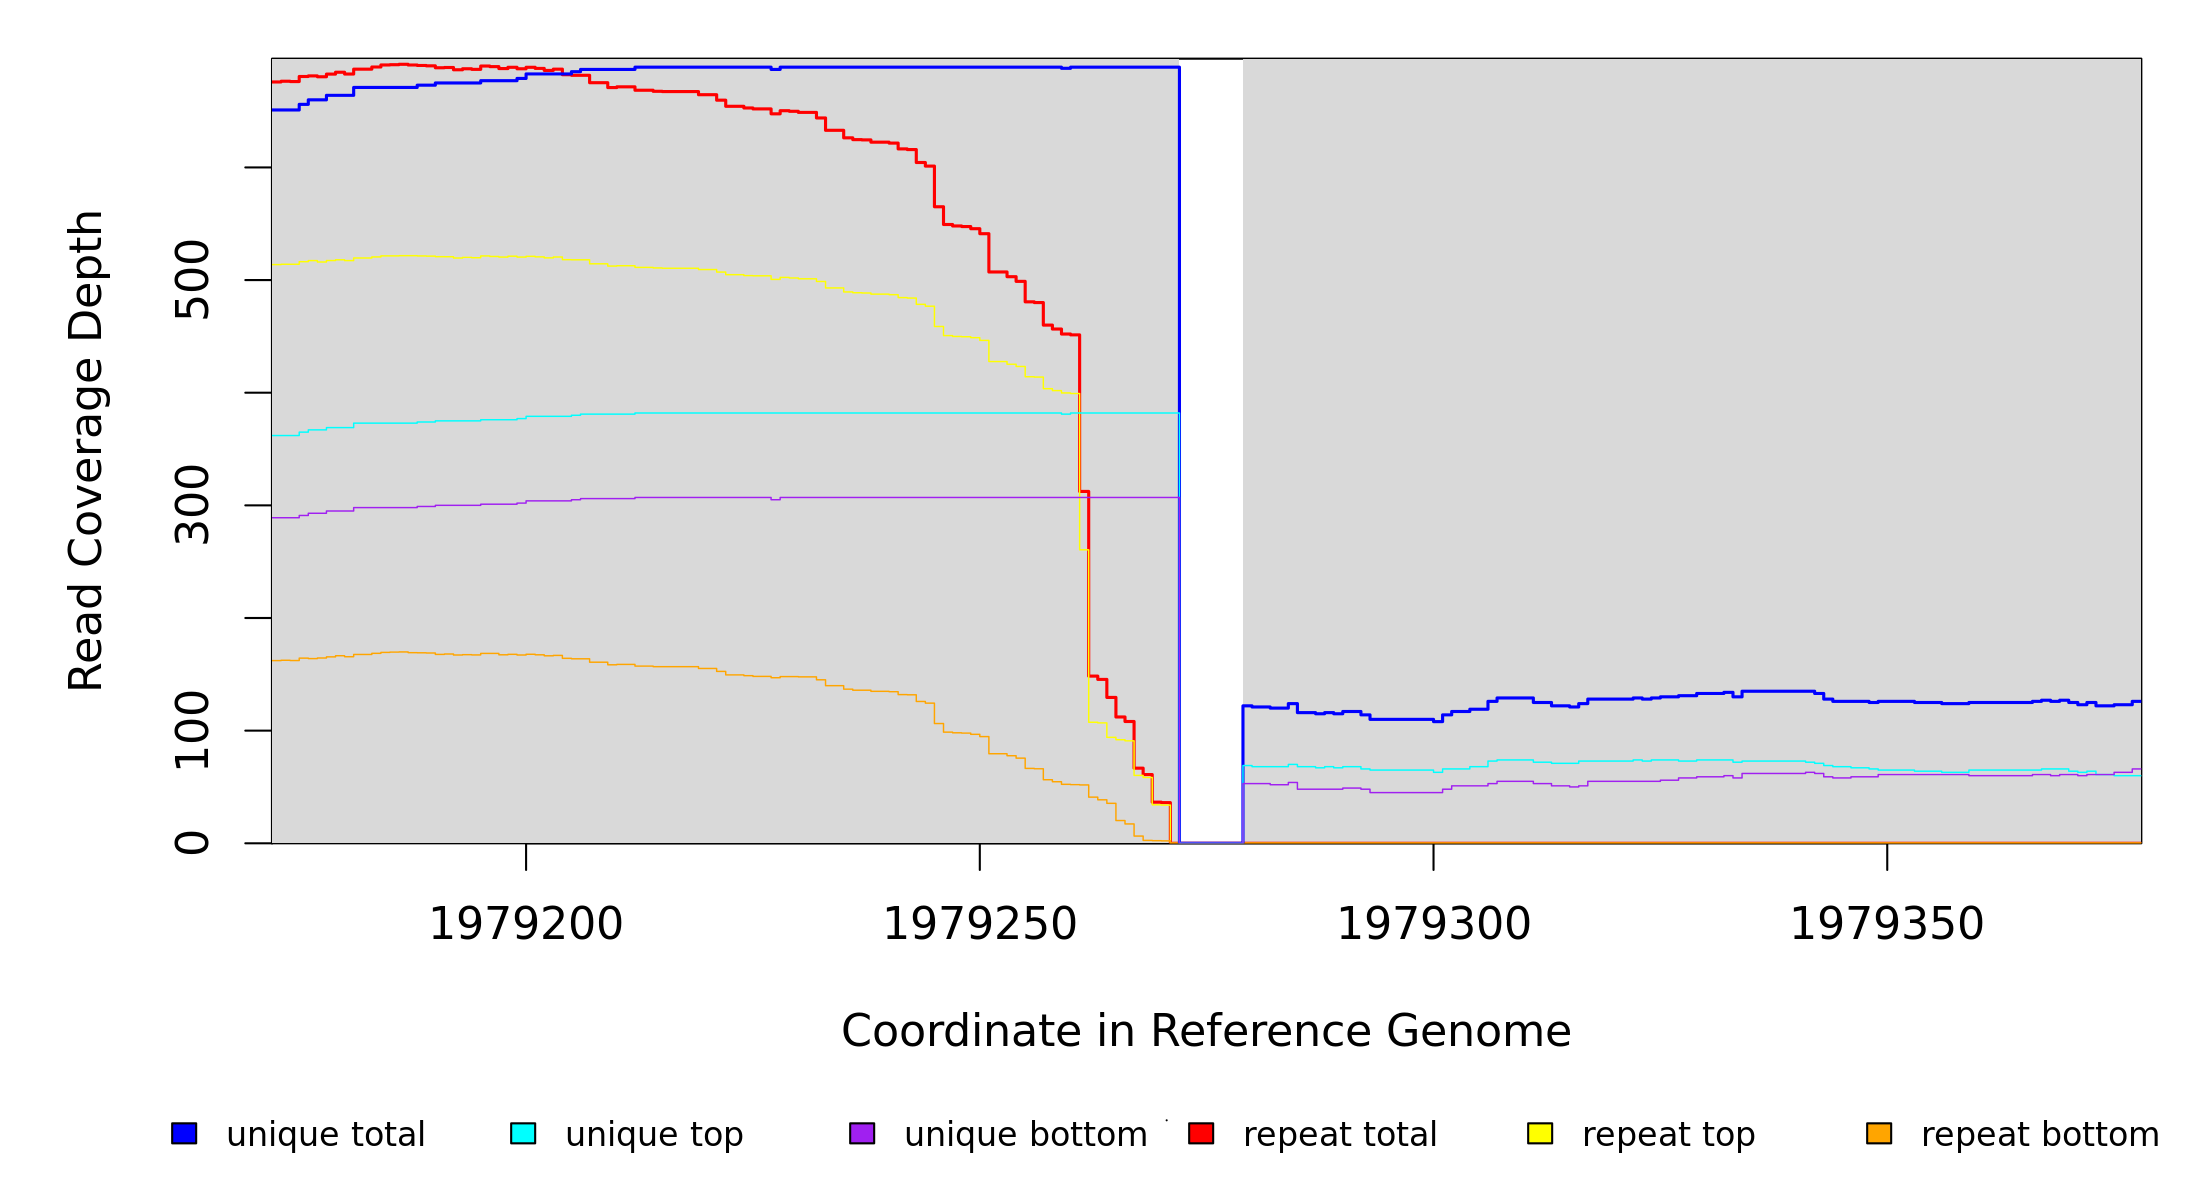 Read Coverage Depth
500
300
100
0
1979200 1979250 1979300 1979350
Coordinate in Reference Genome
unique total unique top unique bottom repeat total repeat top repeat bottom